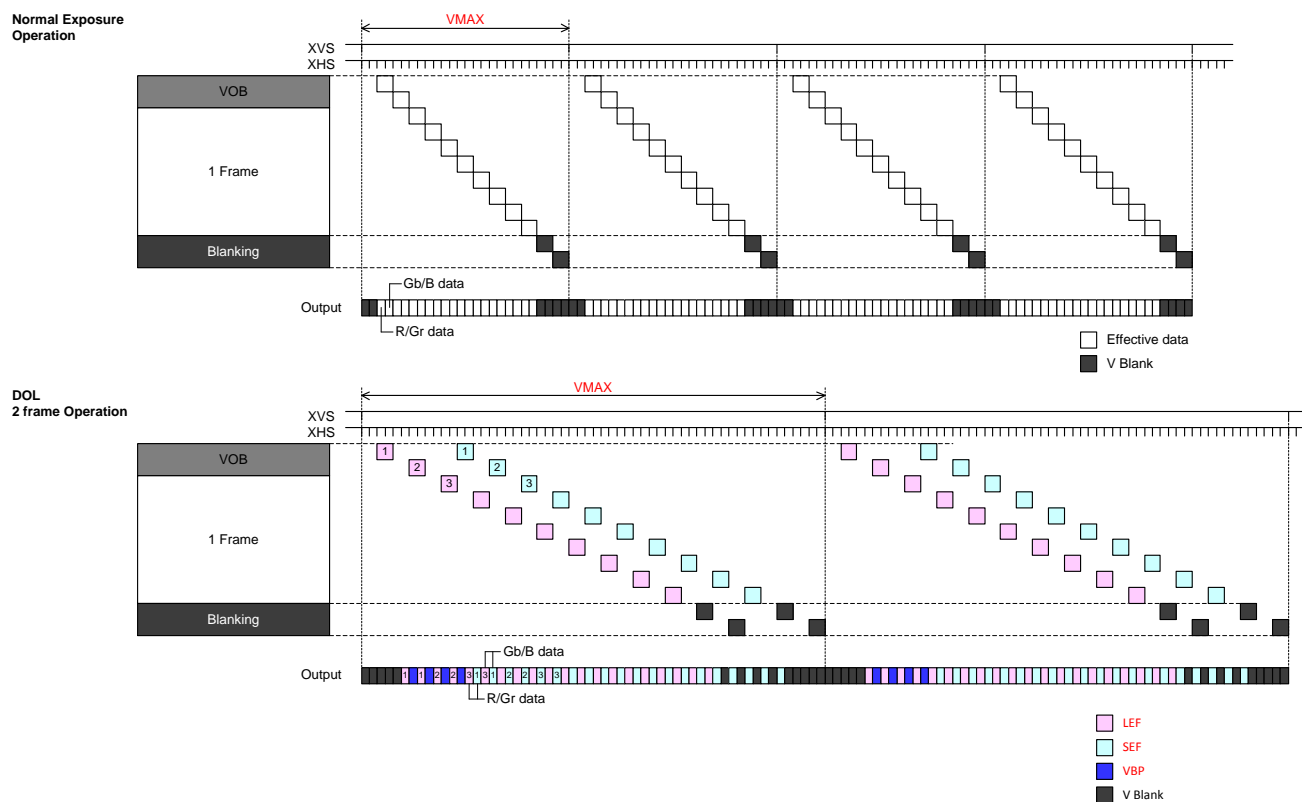 Normal Exposure
Operation
VMAX
XVS
XHS
VOB
1 Frame
Blanking
Gb/B data
Output
R/Gr data
Effective data
V Blank
DOL
2 frame Operation
VMAX
XVS
XHS
VOB
1 1
2 2
3 3
1 Frame
Blanking
Gb/B data
Output
1 1 2 2 3 1 3 1 2 2 3 3
R/Gr data
LEF
SEF
VBP
V Blank